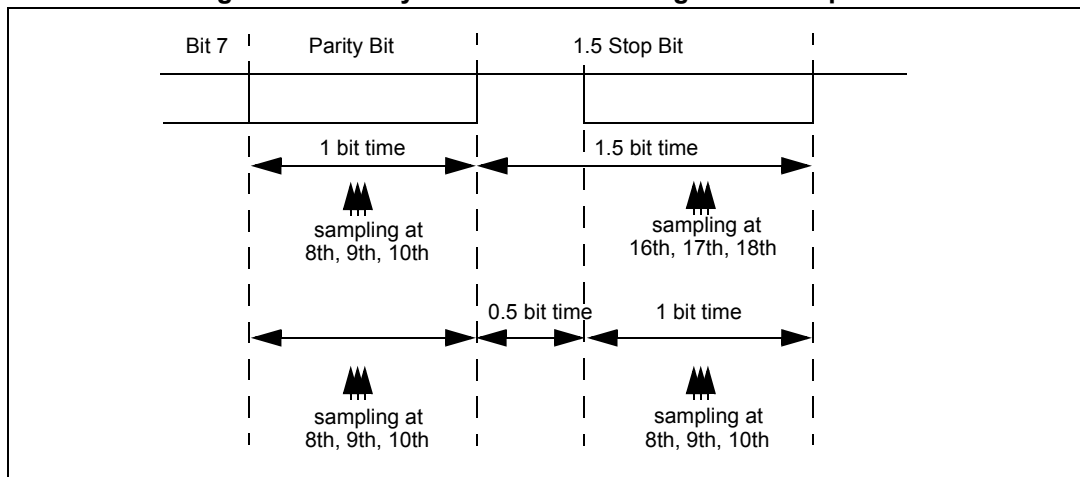 Bit 7 Parity Bit 1.5 Stop Bit
1 bit time 1.5 bit time
sampling at
8th, 9th, 10th
sampling at
16th, 17th, 18th
0.5 bit time 1 bit time
sampling at
8th, 9th, 10th
sampling at
8th, 9th, 10th